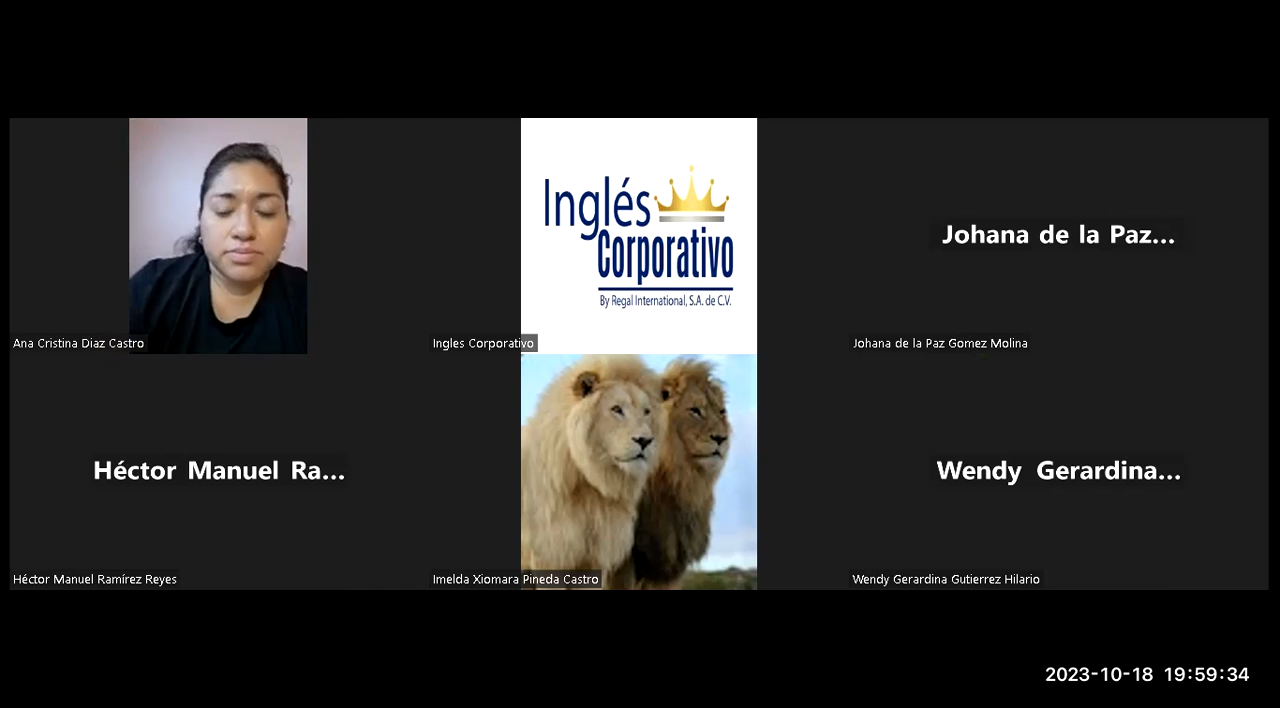 Inglés
Corporativo
By Regal International, S.A. de C.V.
Johana de la Paz...
Ana Cristina Diaz Castro
Ingles Corporativo
Johana de la Paz Gomez Molina
Héctor Manuel Ra...
Wendy Gerardina...
Héctor Manuel Ramírez Reyes
Imelda Xiomara Pineda Castro
Wendy Gerardina Gutierrez Hilario
2023-10-18 19:59:34